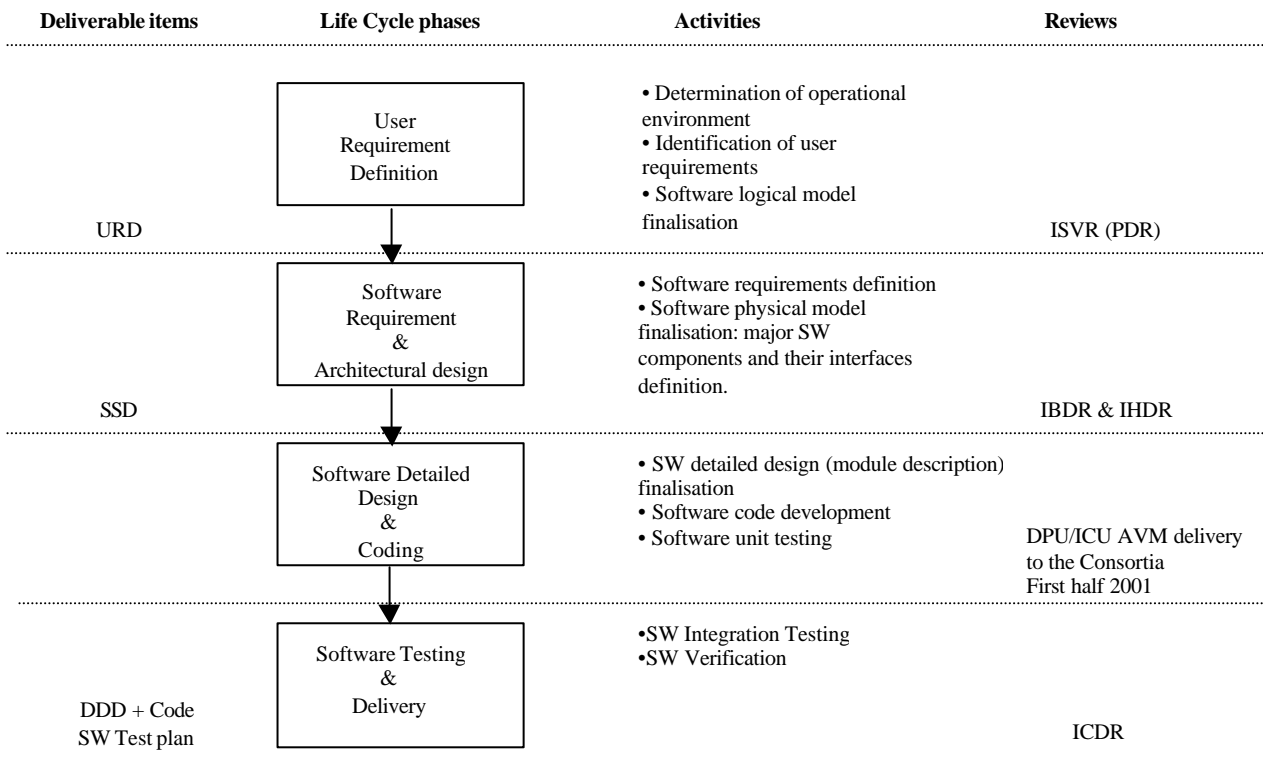 Deliverable items
Life Cycle phases
Activities
Reviews
User
Requirement
Definition
• Determination of operational
environment
• Identification of user
requirements
• Software logical model
finalisation
URD
ISVR (PDR)
Software
Requirement
&
Architectural design
• Software requirements definition
• Software physical model
finalisation: major SW
components and their interfaces
definition.
SSD
IBDR & IHDR
Software Detailed
Design
&
Coding
• SW detailed design (module description)
finalisation
• Software code development
• Software unit testing
DPU/ICU AVM delivery
to the Consortia
First half 2001
Software Testing
&
Delivery
•SW Integration Testing
•SW Verification
DDD + Code
SW Test plan
ICDR